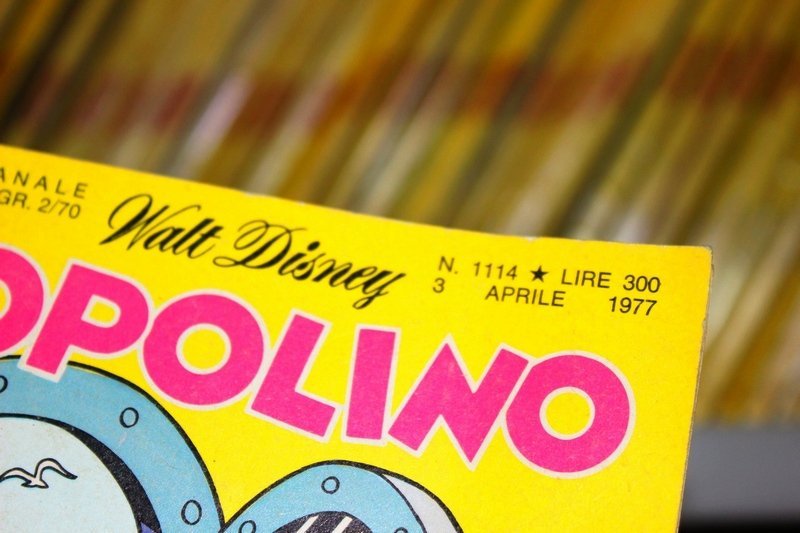 ANALE
GR. 2/70
Walt Disney
N. 1114 ★ LIRE 300
3 APRILE 1977
OPOLINO